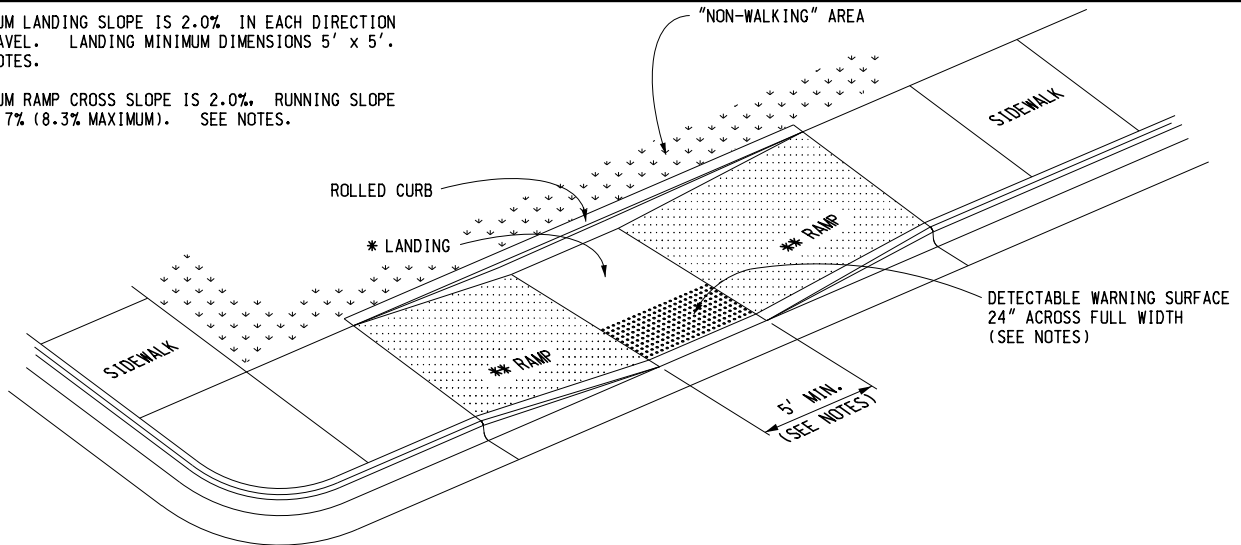 UM LANDING SLOPE IS 2.0% IN EACH DIRECTION
AVEL. LANDING MINIMUM DIMENSIONS 5' x 5'.
OTES.
UM RAMP CROSS SLOPE IS 2.0%, RUNNING SLOPE
7% (8.3% MAXIMUM). SEE NOTES.
"NON-WALKING" AREA
SIDEWALK
ROLLED CURB
* LANDING
** RAMP
DETECTABLE WARNING SURFACE
24" ACROSS FULL WIDTH
(SEE NOTES)
SIDEWALK
** RAMP
5' MIN.
(SEE NOTES)